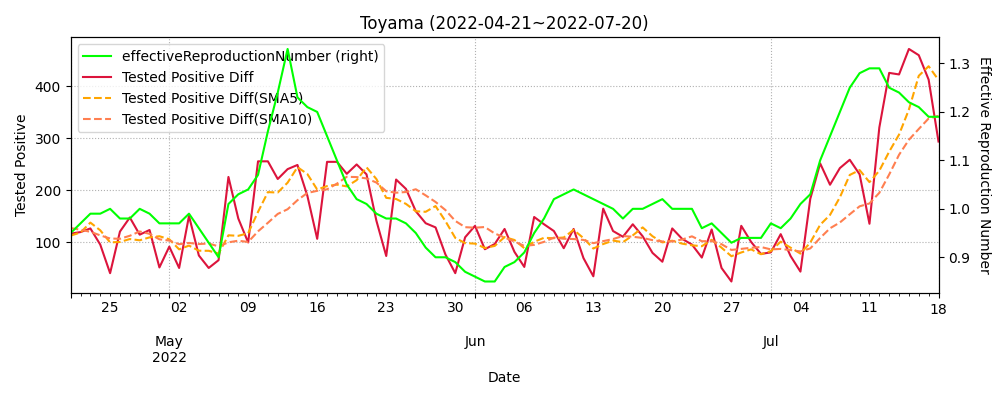 Toyama (2022-04-21~2022-07-20)
effectiveReproductionNumber (right)
Tested Positive Diff
Tested Positive Diff(SMA5)
Tested Positive Diff(SMA10)
Tested Positive
400
300
200
100
1.3
1.2
1.1
1.0
0.9
Effective Reproduction Number
25 02 09 16 23 30 06 13 20 27 04 11 18
May Jun Jul
2022
Date